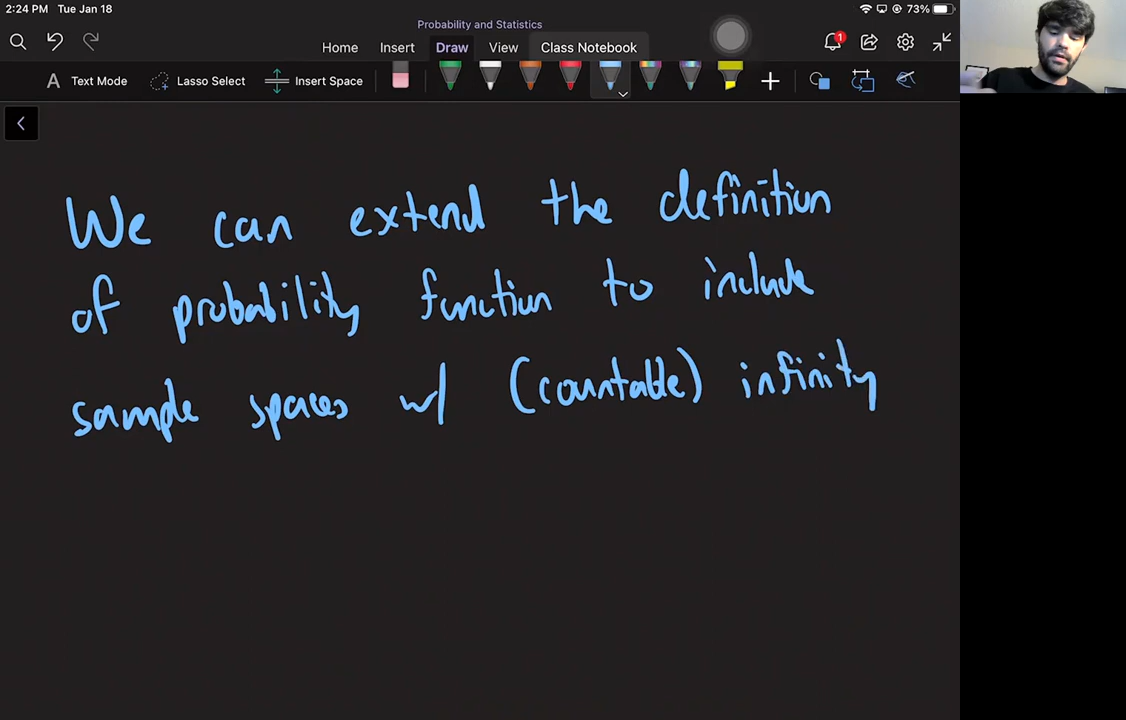 2:24 PM Tue Jan 18
73%
Probability and Statistics
Home Insert Draw View Class Notebook
1
A Text Mode Lasso Select Insert Space
We can extend the definition
of probability function to include
sample spaces w/ (countable) infinity